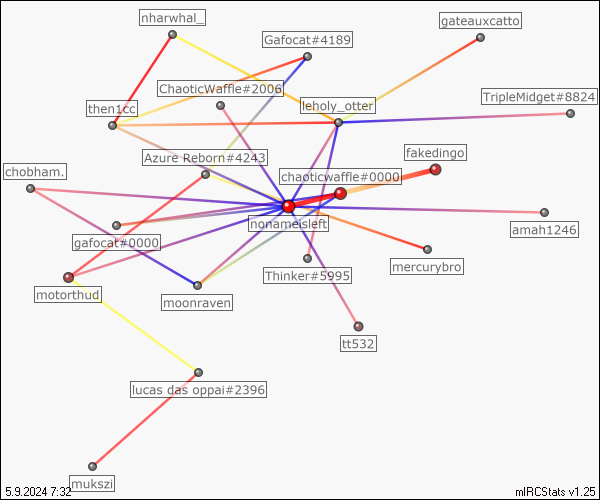 nharwhal_
gateauxcatto
Gafocat#4189
ChaoticWaffle#2006
TripleMidget#8824
then1cc
leholy_otter
Azure Reborn#4243
fakedingo
chobham.
chaoticwaffle#0000
nonameisleft
amah1246
gafocat#0000
mercurybro
Thinker#5995
motorthud
moonraven
tt532
lucas das oppai#2396
mukszi
5.9.2024 7:32
mIRCStats v1.25